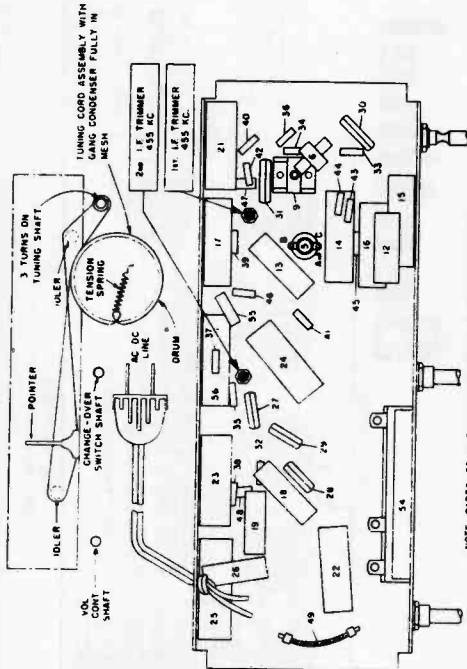 TUNING CORD ASSEMBLY WITH
GANG CONDENSER FULLY IN
MESH
3 TURNS ON
TUNING SHAFT
IDLER
POINTER
IDLER
TENSION
SPRING
DRUM
CHANGE-OVER
SWITCH SHAFT
VOL
CONT
SHAFT
AC DC
LINE
2ND I.F. TRIMMER
455 KC
1ST. I.F. TRIMMER
455 KC.
25
26
23
38
48
19
18
32
28
29
22
49
54
56
37
35
27
55
24
46
17
39
47
13
A1
21
40
42
31
36
34
6
9
30
33
B
5
A
C
14
44
43
45
16
12
15